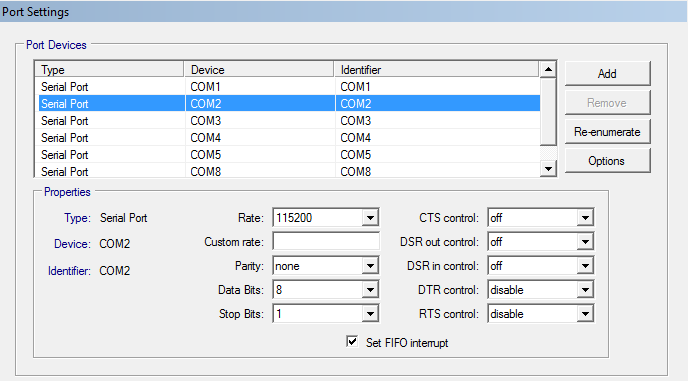 Port Settings
Port Devices
Type Device Identifier
Serial Port COM1 COM1
Serial Port COM2 COM2
Serial Port COM3 COM3
Serial Port COM4 COM4
Serial Port COM5 COM5
Serial Port COM8 COM8
Add
Remove
Re-enumerate
Options
Properties
Type: Serial Port
Device: COM2
Identifier: COM2
Rate: 115200
Custom rate:
Parity: none
Data Bits: 8
Stop Bits: 1
CTS control: off
DSR out control: off
DSR in control: off
DTR control: disable
RTS control: disable
Set FIFO interrupt